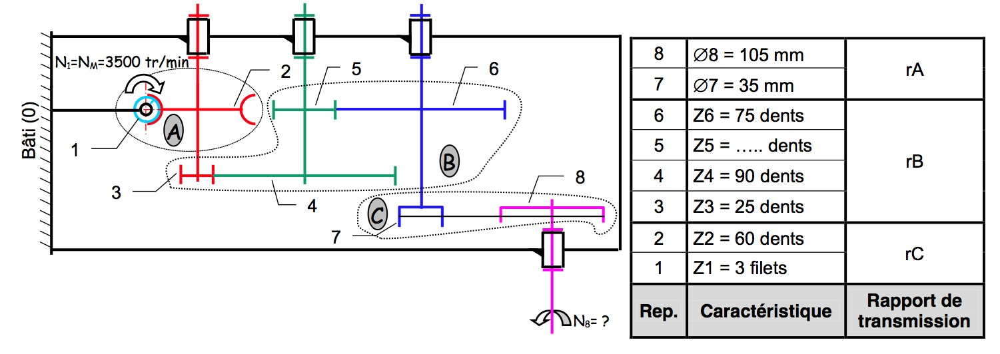 N1=NM=3500 tr/min
Bâti (0)
1
2
A
3
4
5
6
B
7
8
C
N8= ?
8 Ø8 = 105 mm rA
7 Ø7 = 35 mm
6 Z6 = 75 dents rB
5 Z5 = ..... dents
4 Z4 = 90 dents
3 Z3 = 25 dents
2 Z2 = 60 dents rC
1 Z1 = 3 filets
Rep. Caractéristique Rapport de
transmission